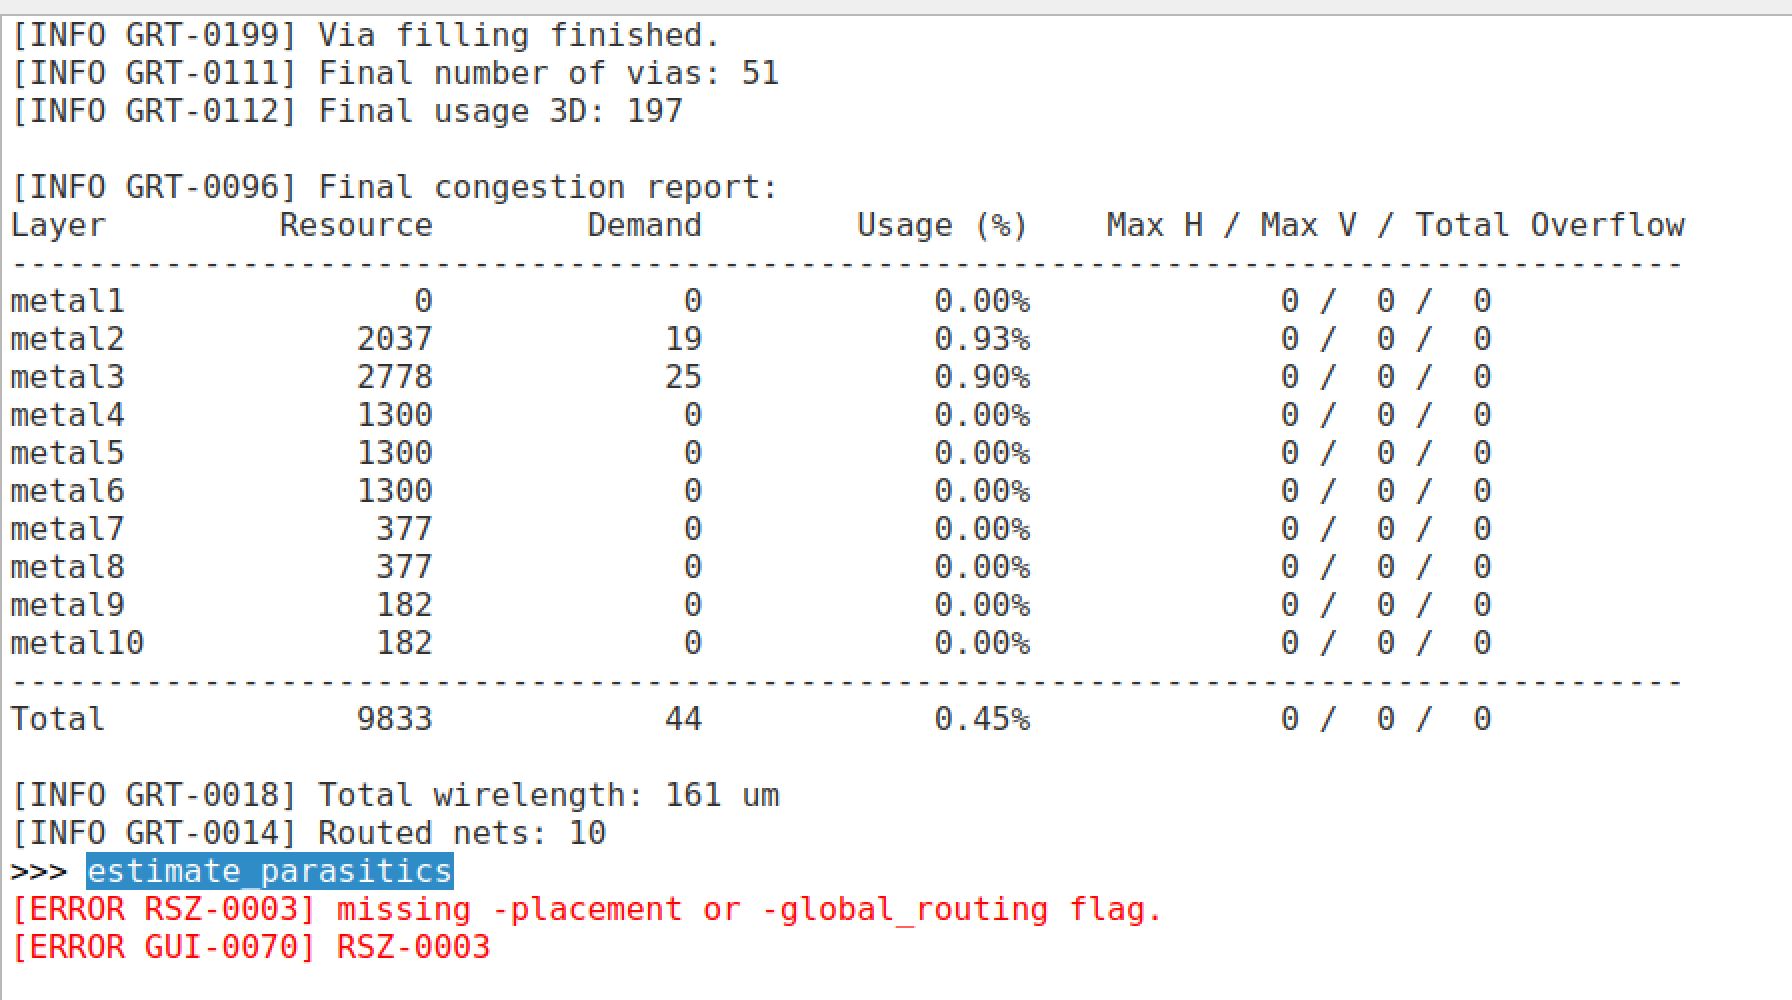 [INFO GRT-0199] Via filling finished.
[INFO GRT-0111] Final number of vias: 51
[INFO GRT-0112] Final usage 3D: 197
[INFO GRT-0096] Final congestion report:
Layer         Resource        Demand        Usage (%)    Max H / Max V / Total Overflow
---------------------------------------------------------------------------------------
metal1               0             0            0.00%             0 /  0 /  0
metal2            2037            19            0.93%             0 /  0 /  0
metal3            2778            25            0.90%             0 /  0 /  0
metal4            1300             0            0.00%             0 /  0 /  0
metal5            1300             0            0.00%             0 /  0 /  0
metal6            1300             0            0.00%             0 /  0 /  0
metal7             377             0            0.00%             0 /  0 /  0
metal8             377             0            0.00%             0 /  0 /  0
metal9             182             0            0.00%             0 /  0 /  0
metal10            182             0            0.00%             0 /  0 /  0
---------------------------------------------------------------------------------------
Total             9833            44            0.45%             0 /  0 /  0
[INFO GRT-0018] Total wirelength: 161 um
[INFO GRT-0014] Routed nets: 10
>>> estimate_parasitics
[ERROR RSZ-0003] missing -placement or -global_routing flag.
[ERROR GUI-0070] RSZ-0003